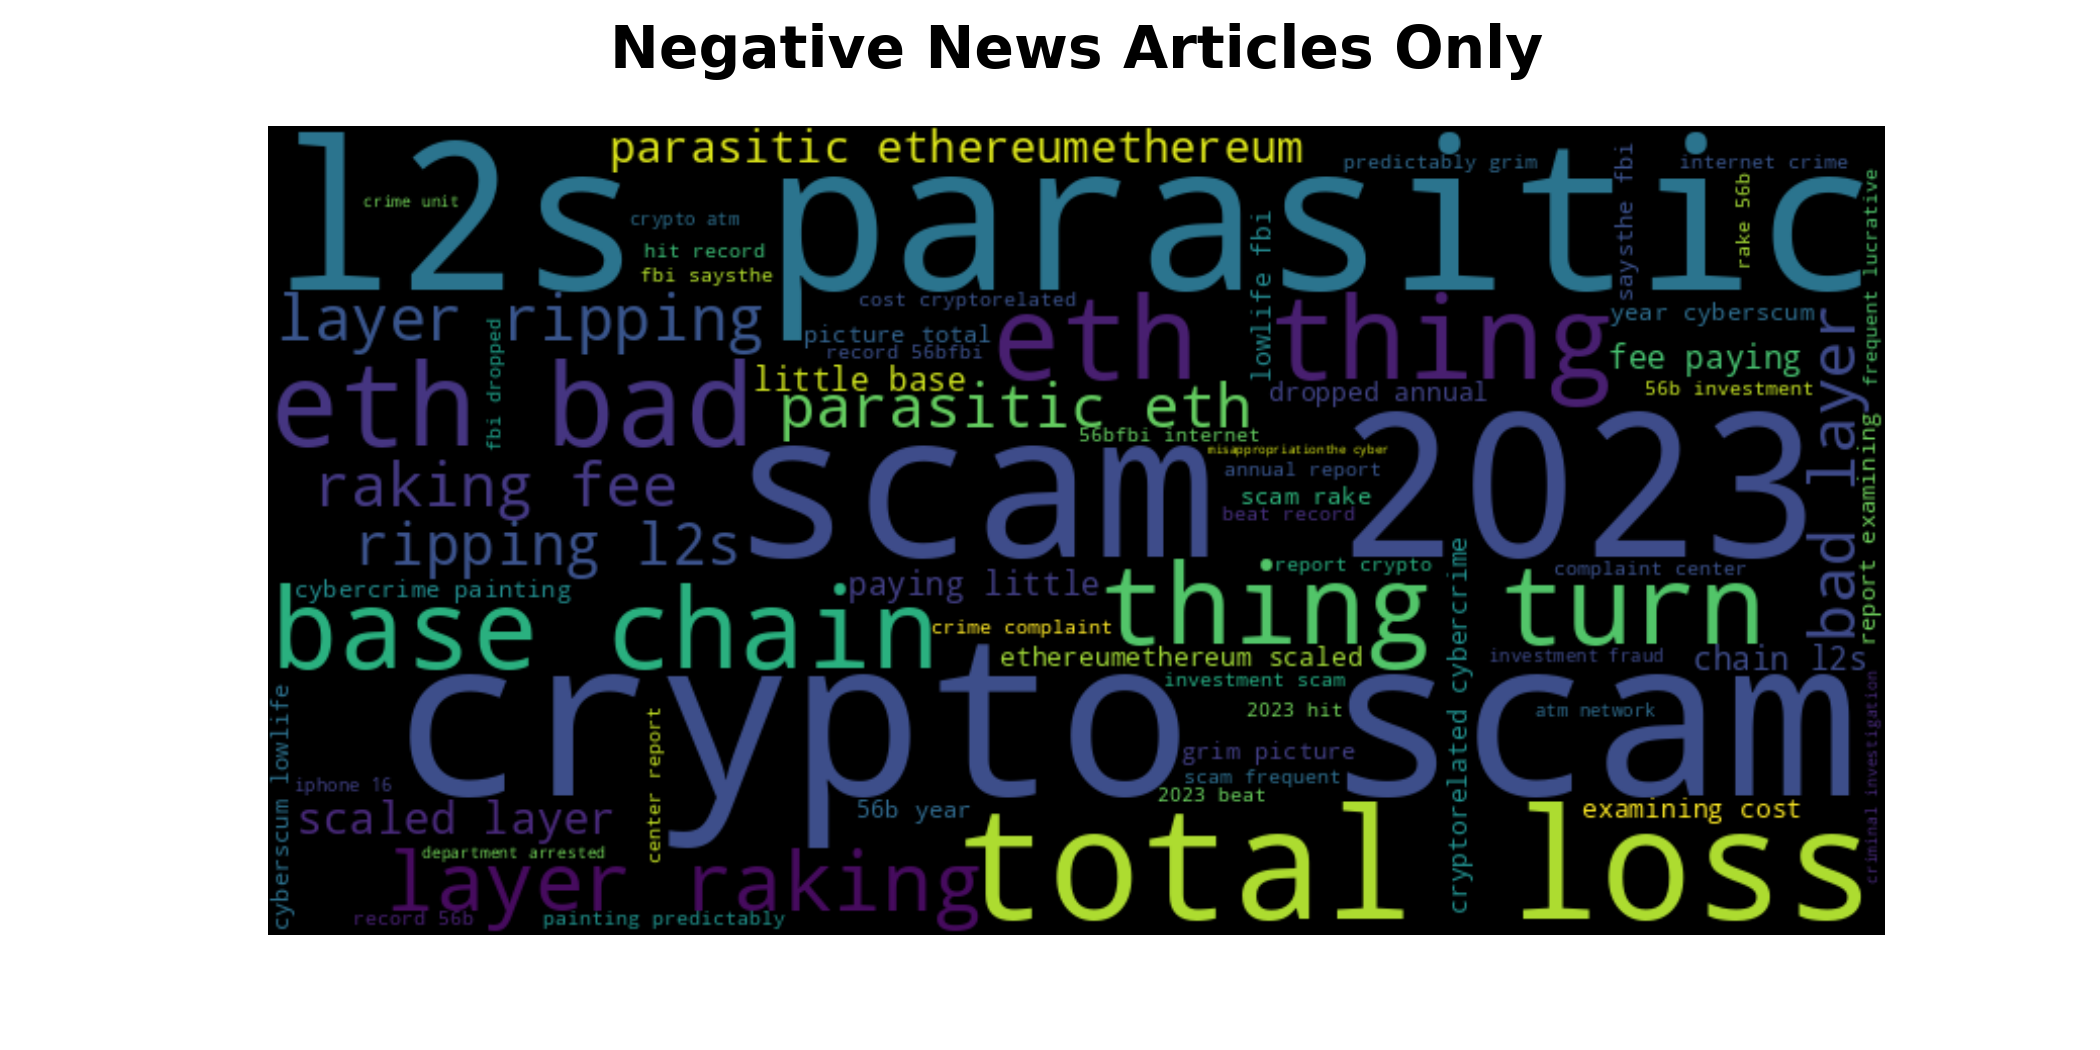 Negative News Articles Only
l2s parasitic
parasitic ethereumethereum
predictably grim
internet crime
saysthe fbi
rake 56b
frequent lucrative
crime unit
crypto atm
hit record
fbi saysthe
lowlife fbi
layer ripping
cost cryptorelated
picture total
record 56bfbi
eth thing
year cyberscum
fee paying
56b investment
bad layer
fbi dropped
eth bad
little base
dropped annual
parasitic eth
56bfbi internet
misappropriationthe cyber
annual report
scam rake
beat record
scam 2023
report examining
raking fee
ripping l2s
cybercrime painting
base chain
paying little
report crypto
thing turn
complaint center
cryptorelated cybercrime
crime complaint
ethereumethereum scaled
investment fraud
chain l2s
investment scam
crypto scam
2023 hit
atm network
criminal investigation
cyberscum lowlife
center report
grim picture
scam frequent
iphone 16
2023 beat
scaled layer
56b year
examining cost
total loss
department arrested
layer raking
record 56b
painting predictably